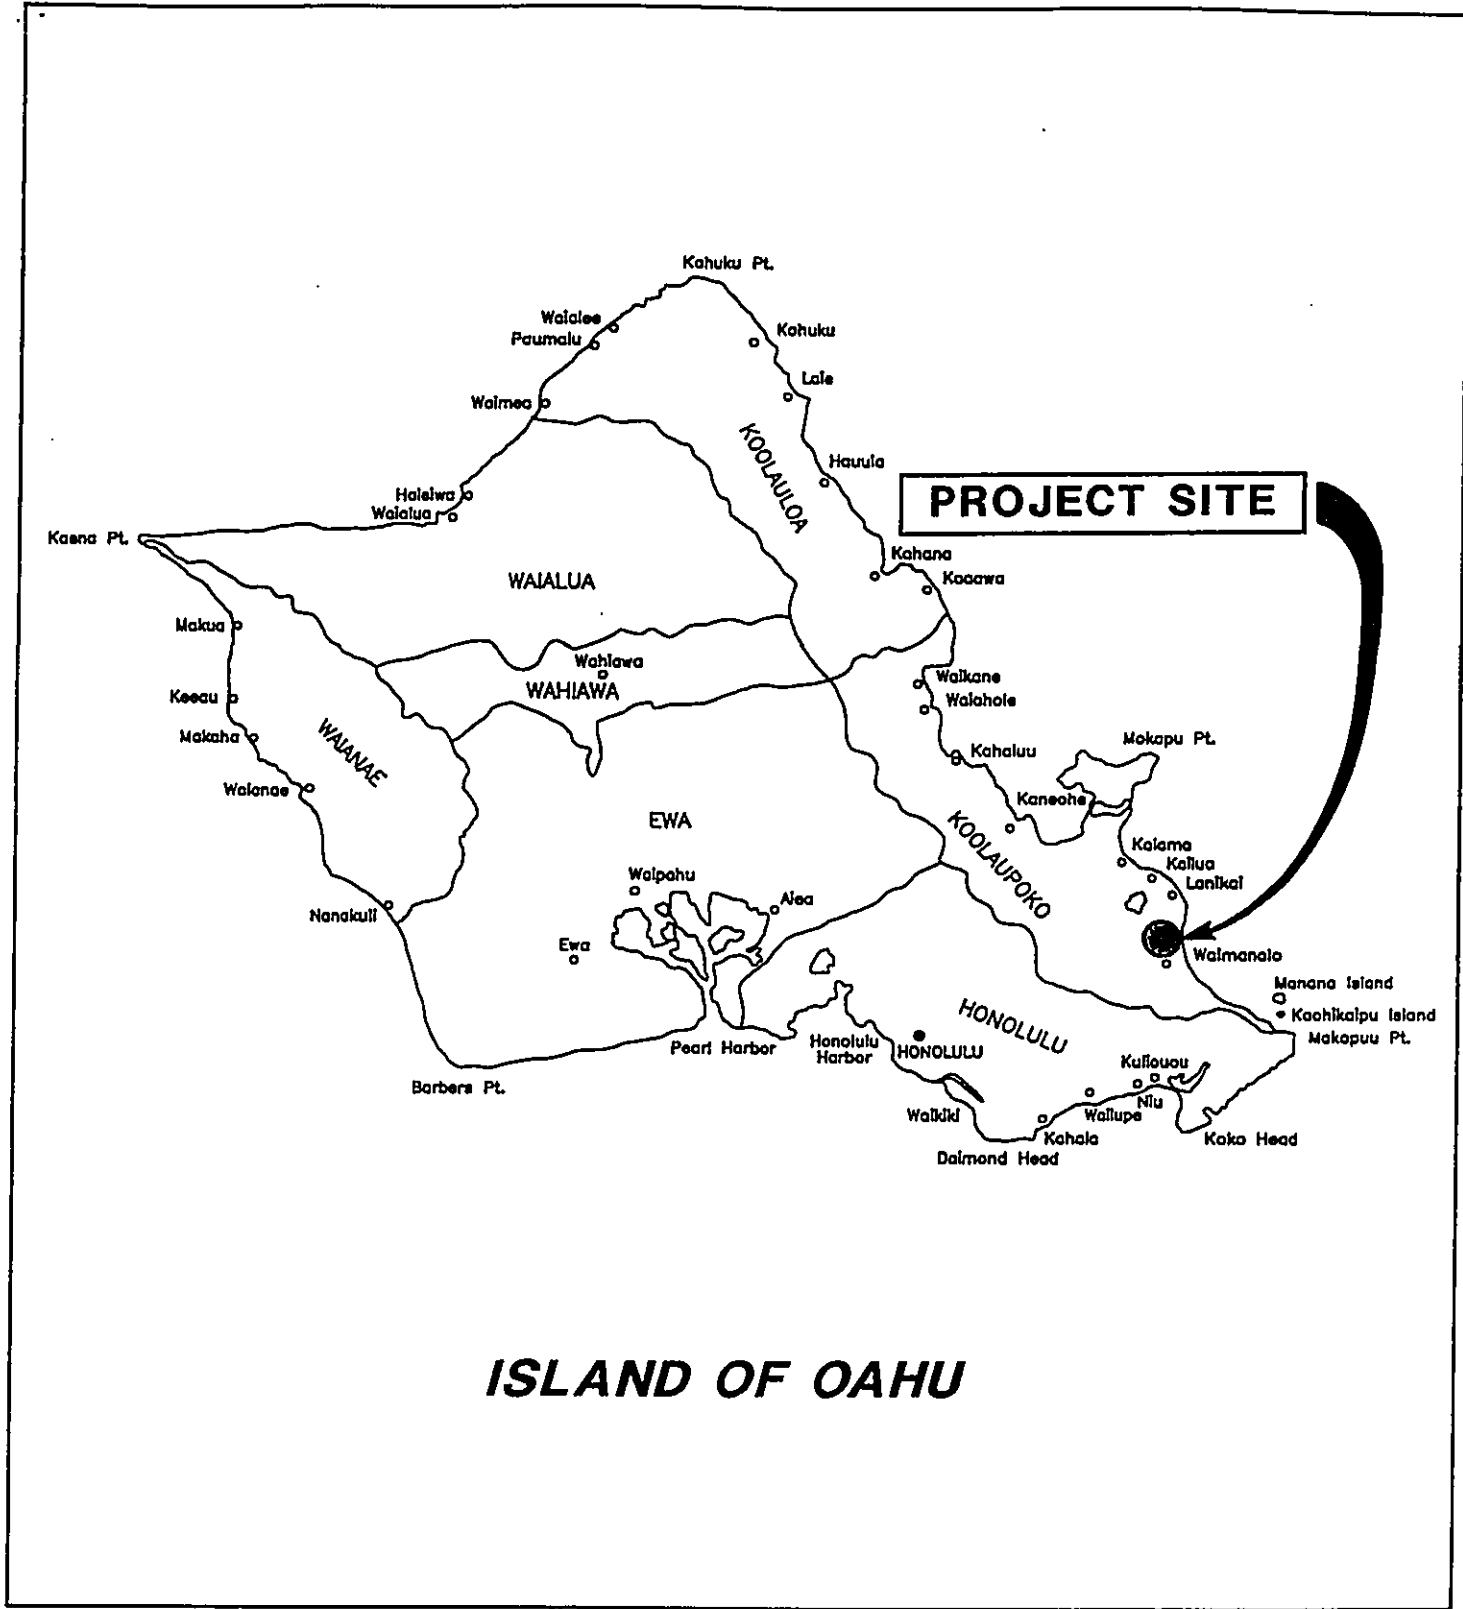 Kahuku Pt.
Waialee
Paumalu
Kahuku
Laie
Waimea
KOOLAULOA
Hauula
PROJECT SITE
Haleiwa
Waialua
Kaena Pt.
Kahana
Kaaawa
WAIALUA
Makua
Wahiawa
WAHIAWA
Waikane
Keeau
Waiahole
Makaha
WAIANAE
Mokapu Pt.
Kahaluu
Waianae
Kaneohe
EWA
KOOLAUPOKO
Kalama
Kailua
Lanikai
Waipahu
Aiea
Nanakuli
Ewa
Waimanalo
Manana Island
Kaohikaipu Island
Makapuu Pt.
HONOLULU
Pearl Harbor
Honolulu
Harbor
HONOLULU
Kuliouou
Barbers Pt.
Niu
Wailupe
Waikiki
Kahala
Koko Head
Daimond Head
ISLAND OF OAHU